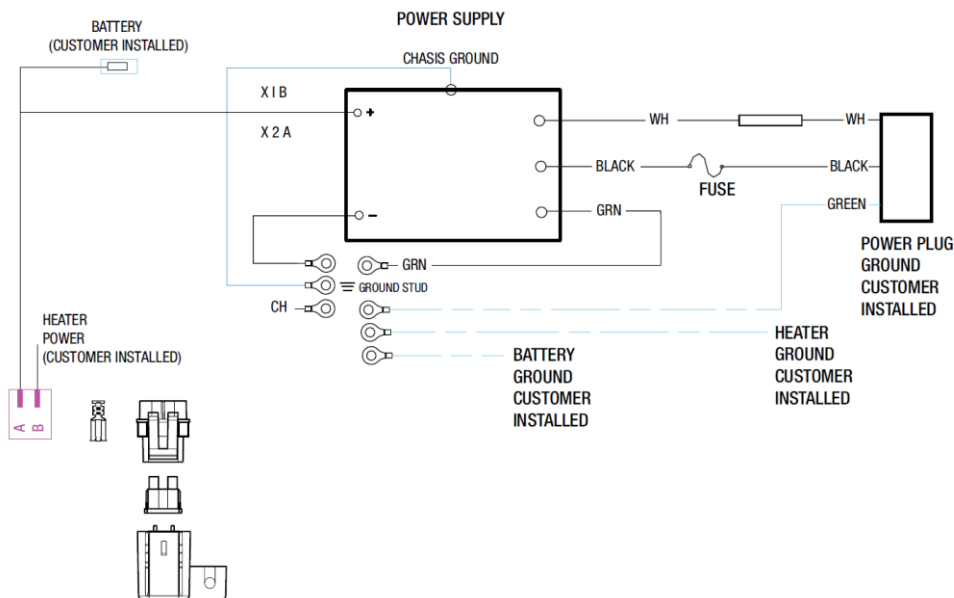 POWER SUPPLY
BATTERY
(CUSTOMER INSTALLED)
CHASIS GROUND
X I B
X 2 A
+
WH
WH
BLACK
FUSE
BLACK
GRN
GREEN
−
POWER PLUG
GROUND
CUSTOMER
INSTALLED
GRN
GROUND STUD
CH
HEATER
POWER
(CUSTOMER INSTALLED)
BATTERY
GROUND
CUSTOMER
INSTALLED
HEATER
GROUND
CUSTOMER
INSTALLED
A
B